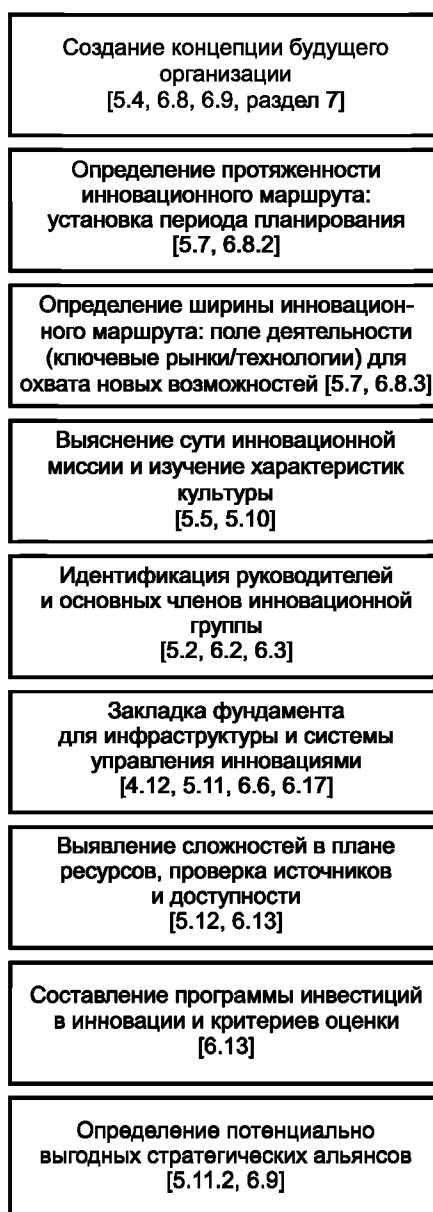 Создание концепции будущего
организации
[5.4, 6.8, 6.9, раздел 7]
Определение протяженности
инновационного маршрута:
установка периода планирования
[5.7, 6.8.2]
Определение ширины инновацион-
ного маршрута: поле деятельности
(ключевые рынки/технологии) для
охвата новых возможностей [5.7, 6.8.3]
Выяснение сути инновационной
миссии и изучение характеристик
культуры
[5.5, 5.10]
Идентификация руководителей
и основных членов инновационной
группы
[5.2, 6.2, 6.3]
Закладка фундамента
для инфраструктуры и системы
управления инновациями
[4.12, 5.11, 6.6, 6.17]
Выявление сложностей в плане
ресурсов, проверка источников
и доступности
[5.12, 6.13]
Составление программы инвестиций
в инновации и критериев оценки
[6.13]
Определение потенциально
выгодных стратегических альянсов
[5.11.2, 6.9]